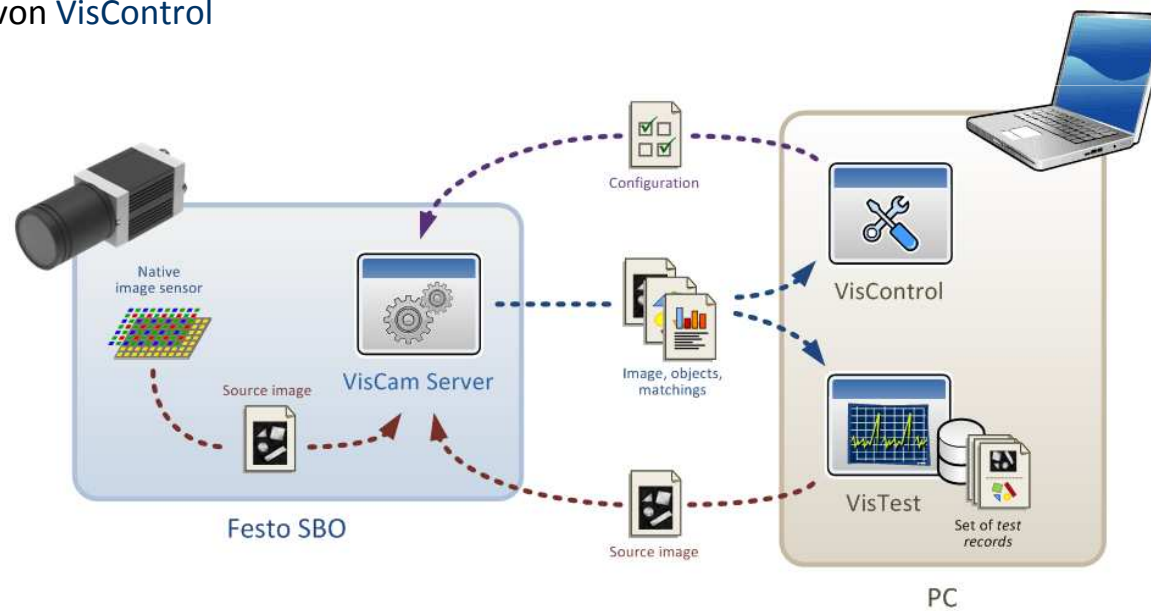 von VisControl
Configuration
Native
image sensor
VisControl
VisCam Server
Image, objects,
matchings
Source image
Festo SBO
Source image
VisTest
Set of test
records
PC